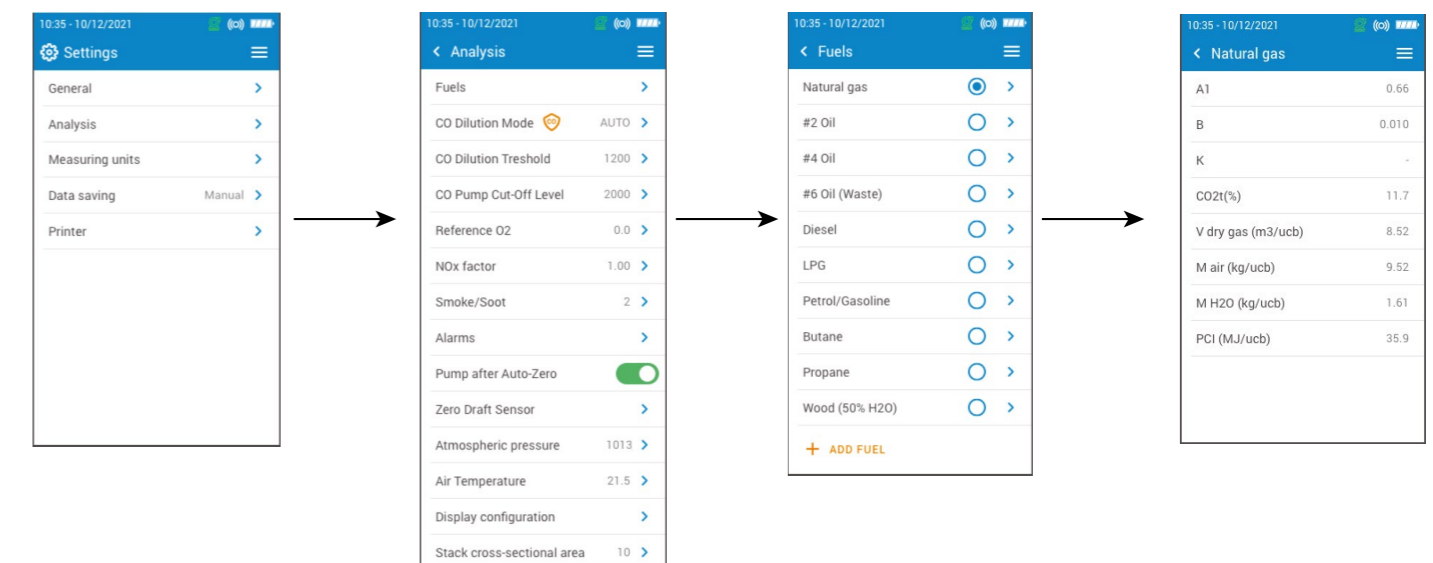 10:35 - 10/12/2021
Settings
General
Analysis
Measuring units
Data saving Manual
Printer
10:35 - 10/12/2021
Analysis
Fuels
CO Dilution Mode CO AUTO
CO Dilution Treshold 1200
CO Pump Cut-Off Level 2000
Reference O2 0.0
NOx factor 1.00
Smoke/Soot 2
Alarms
Pump after Auto-Zero
Zero Draft Sensor
Atmospheric pressure 1013
Air Temperature 21.5
Display configuration
Stack cross-sectional area 10
10:35 - 10/12/2021
Fuels
Natural gas
#2 Oil
#4 Oil
#6 Oil (Waste)
Diesel
LPG
Petrol/Gasoline
Butane
Propane
Wood (50% H2O)
+ ADD FUEL
10:35 - 10/12/2021
Natural gas
A1 0.66
B 0.010
K -
CO2t(%) 11.7
V dry gas (m3/ucb) 8.52
M air (kg/ucb) 9.52
M H2O (kg/ucb) 1.61
PCI (MJ/ucb) 35.9